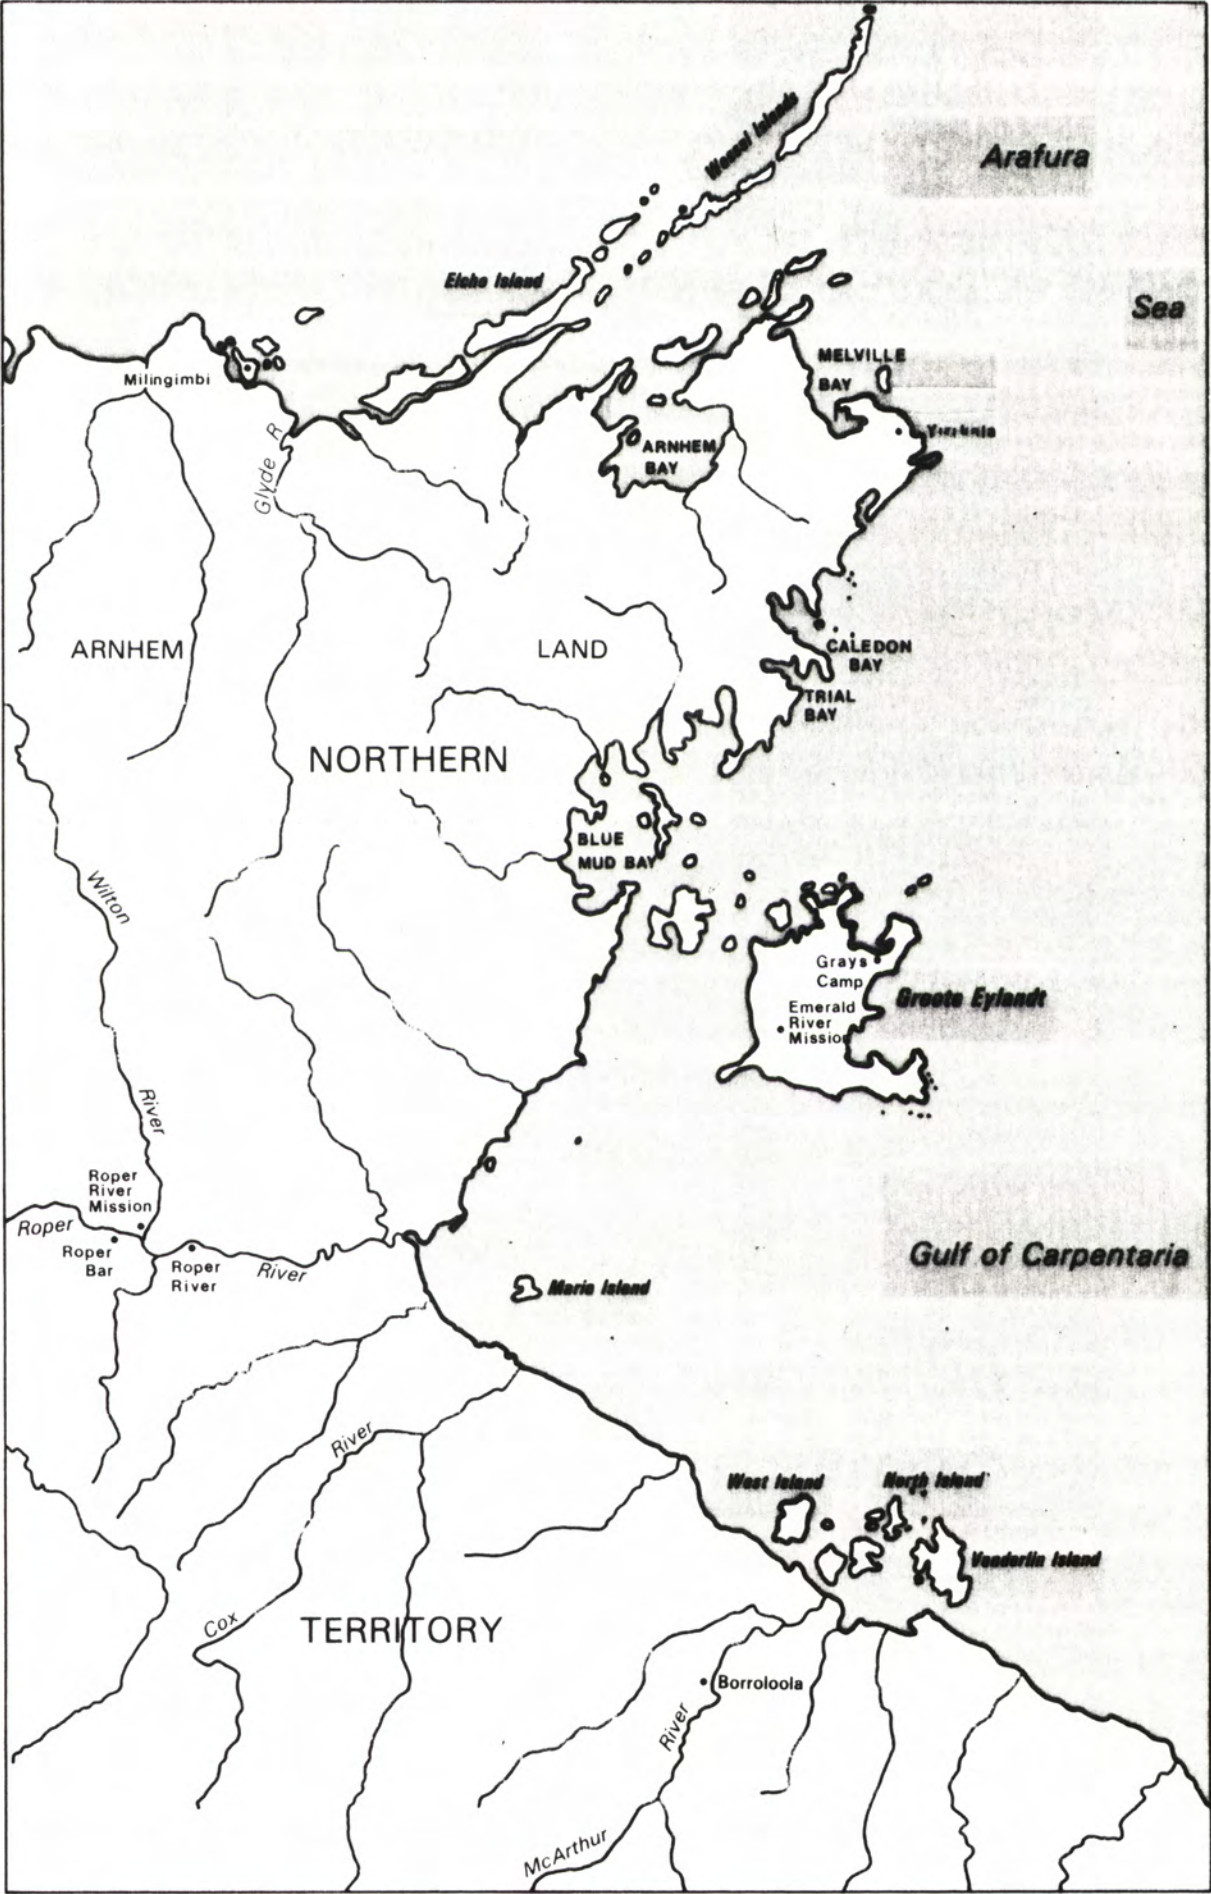 Wessel Islands
Arafura
Sea
Elcho Island
MELVILLE
BAY
Milingimbi
Yirrkala
ARNHEM
BAY
Glyde R
ARNHEM
LAND
CALEDON
BAY
TRIAL
BAY
NORTHERN
BLUE
MUD BAY
Wilton
River
Grays
Camp
Groote Eylandt
Emerald
River
Mission
Roper
River
Mission
Roper
Roper
Bar
Roper
River
River
Gulf of Carpentaria
Maria Island
River
Cox
West Island
North Island
Vanderlin Island
TERRITORY
Borroloola
River
McArthur